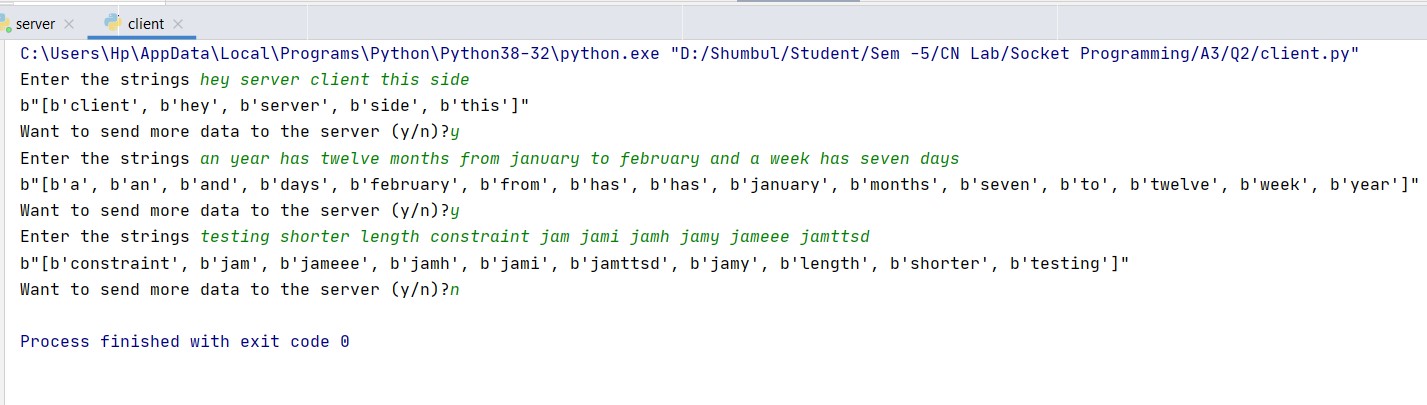 server × client ×
C:\Users\Hp\AppData\Local\Programs\Python\Python38-32\python.exe "D:/Shumbul/Student/Sem -5/CN Lab/Socket Programming/A3/Q2/client.py"
Enter the strings hey server client this side
b"[b'client', b'hey', b'server', b'side', b'this']"
Want to send more data to the server (y/n)?y
Enter the strings an year has twelve months from january to february and a week has seven days
b"[b'a', b'an', b'and', b'days', b'february', b'from', b'has', b'has', b'january', b'months', b'seven', b'to', b'twelve', b'week', b'year']"
Want to send more data to the server (y/n)?y
Enter the strings testing shorter length constraint jam jami jamh jamy jameee jamttsd
b"[b'constraint', b'jam', b'jameee', b'jamh', b'jami', b'jamttsd', b'jamy', b'length', b'shorter', b'testing']"
Want to send more data to the server (y/n)?n
Process finished with exit code 0